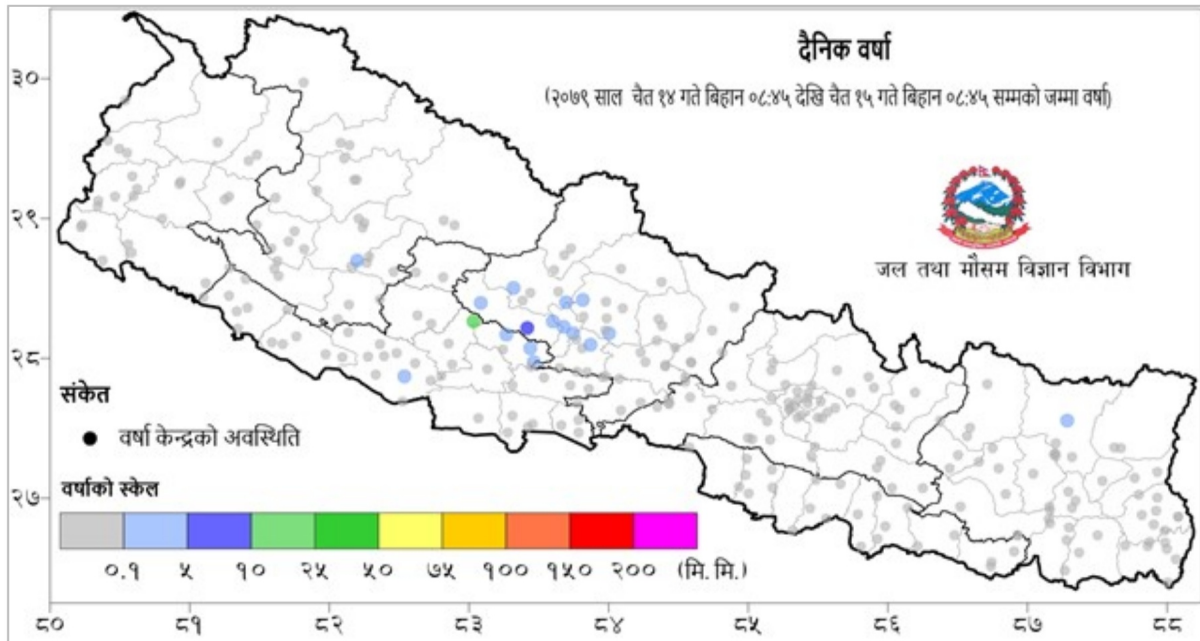 दैनिक वर्षा
(२०७९ साल चैत १४ गते बिहान ०८:४५ देखि चैत १५ गते बिहान ०८:४५ सम्मको जम्मा वर्षा)
जल तथा मौसम विज्ञान विभाग
३०
२९
२८
२७
संकेत
वर्षा केन्द्रको अवस्थिति
वर्षाको स्केल
०.१ ५ १० २५ ५० ७५ १०० १५० २०० (मि.मि.)
८० ८१ ८२ ८३ ८४ ८५ ८६ ८७ ८८